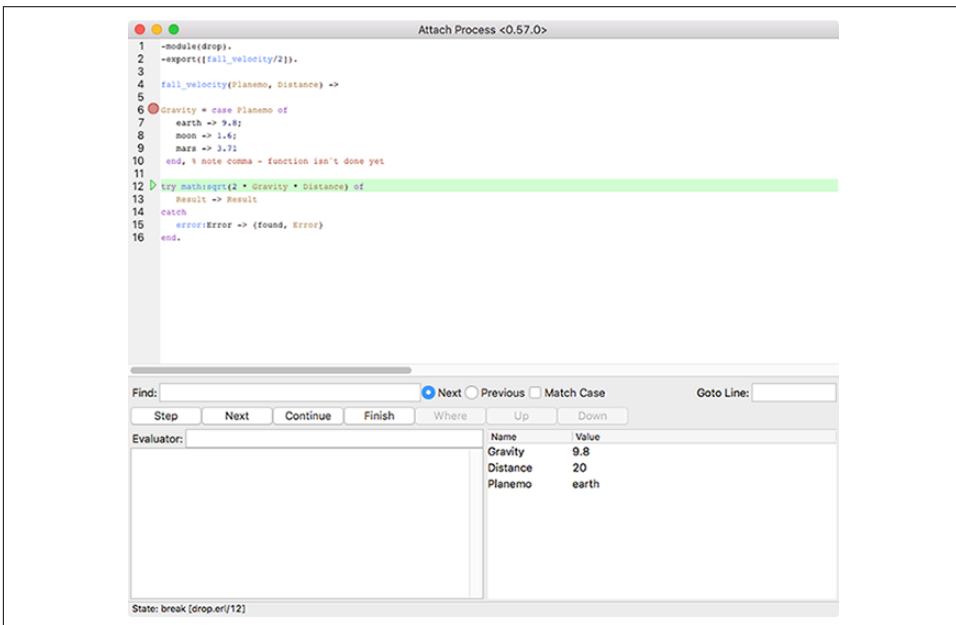 Attach Process <0.57.0>
1 -module(drop).
2 -export([fall_velocity/2]).
3
4 fall_velocity(Planemo, Distance) ->
5
6 Gravity = case Planemo of
7 earth -> 9.8;
8 moon -> 1.6;
9 mars -> 3.71
10 end, % note comma - function isn't done yet
11
12 try math:sqrt(2 * Gravity * Distance) of
13 Result -> Result
14 catch
15 error:Error -> {found, Error}
16 end.
Find: Next Previous Match Case Goto Line:
Step Next Continue Finish Where Up Down
Evaluator:
Name Value
Gravity 9.8
Distance 20
Planemo earth
State: break [drop.erl/12]